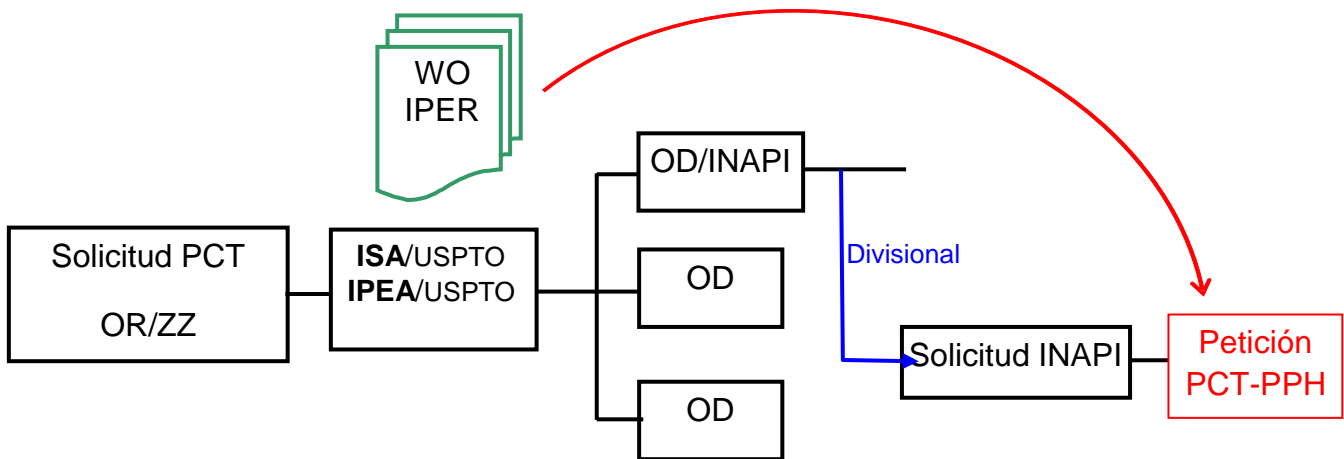 WO
IPER
OD/INAPI
Solicitud PCT
OR/ZZ
ISA/USPTO
IPEA/USPTO
OD
Divisional
Solicitud INAPI
Petición
PCT-PPH
OD